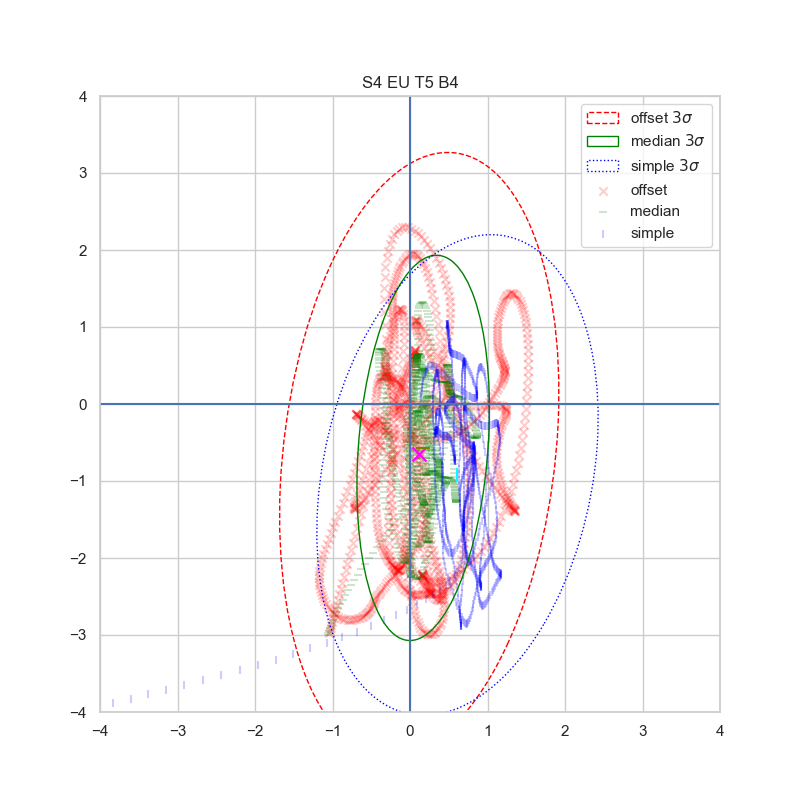 S4 EU T5 B4
4
3
2
1
0
−1
−2
−3
−4
−4 −3 −2 −1 0 1 2 3 4
offset 3σ
median 3σ
simple 3σ
offset
median
simple